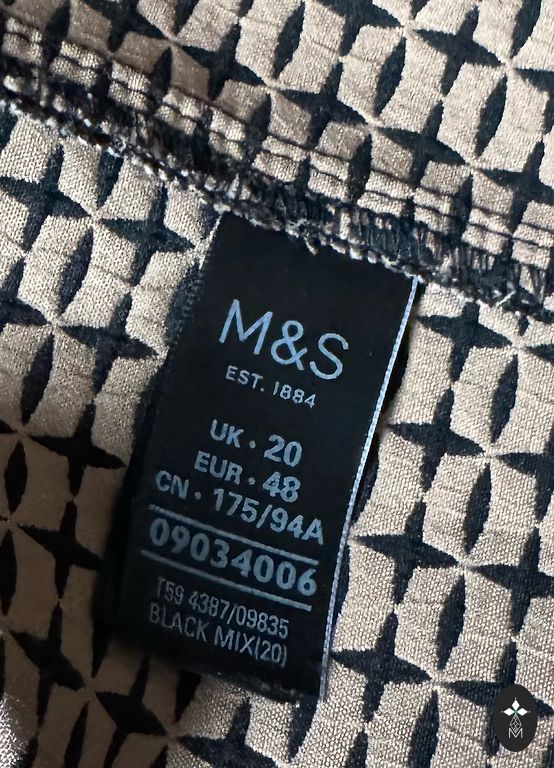 M&S
EST. 1884
UK · 20
EUR · 48
CN · 175/94A
09034006
T59 4387/09835
BLACK MIX(20)
M